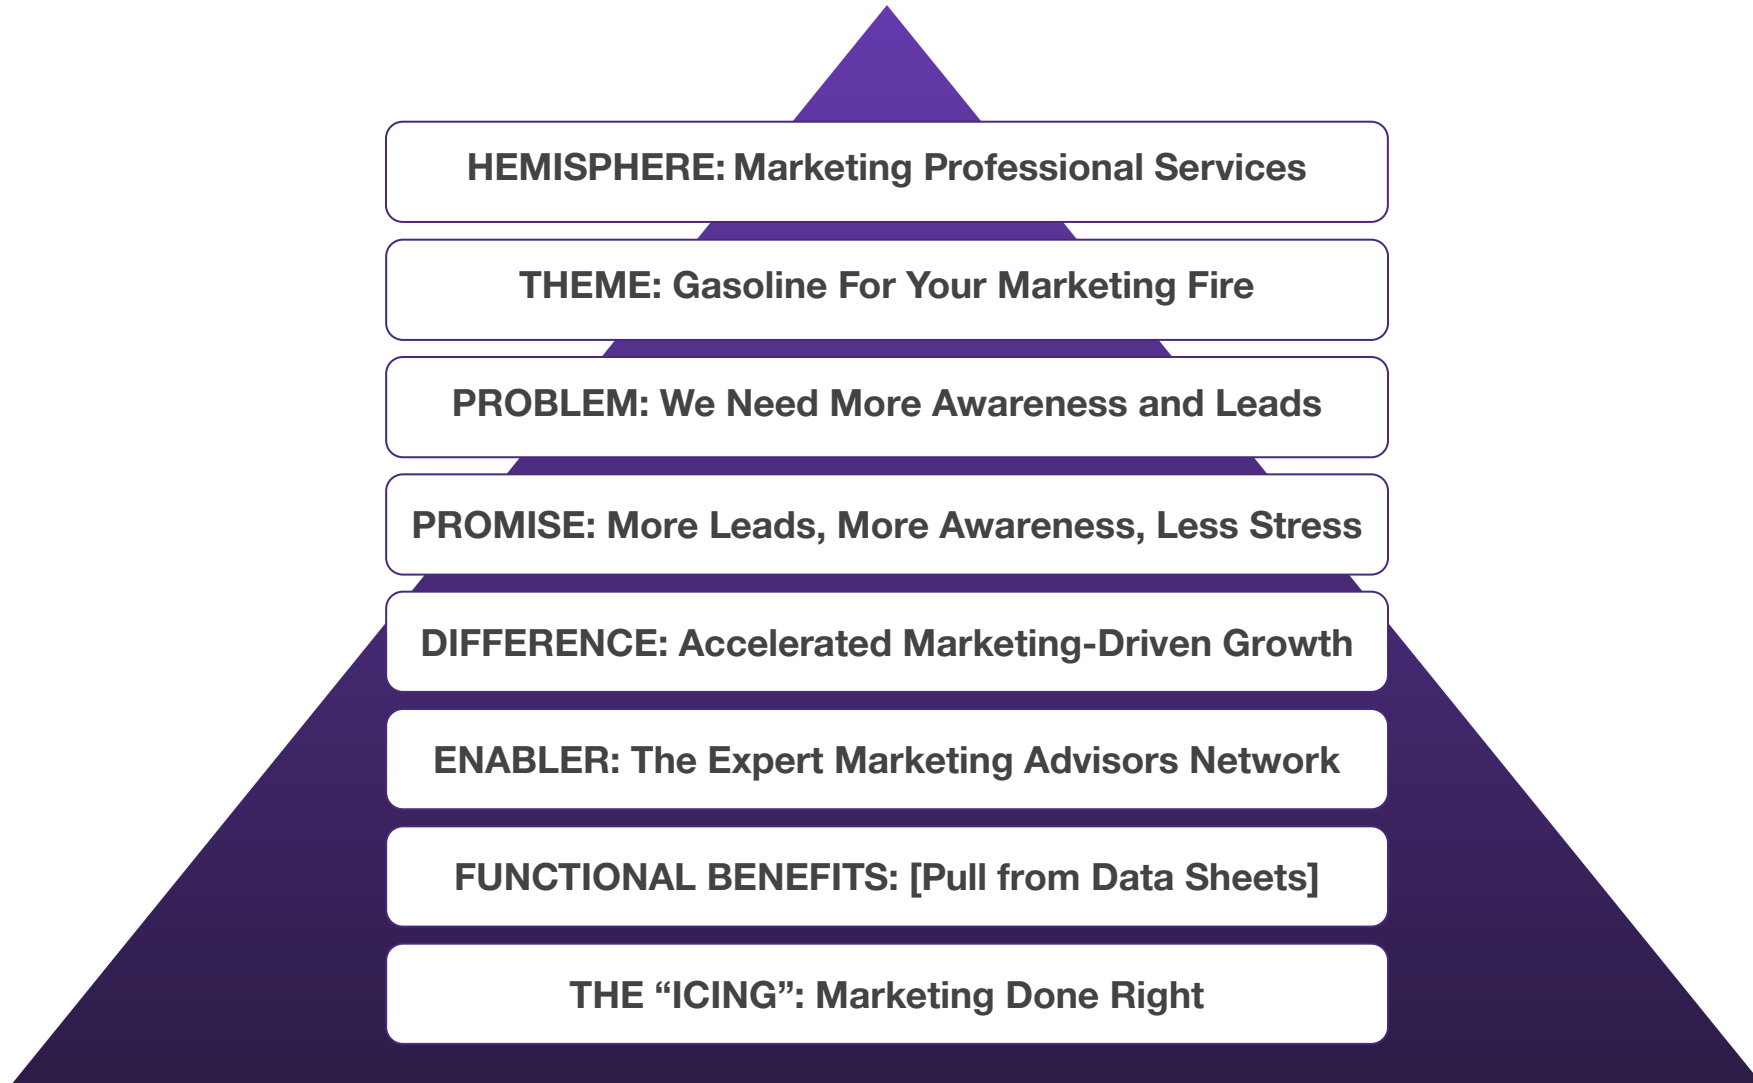 HEMISPHERE: Marketing Professional Services
THEME: Gasoline For Your Marketing Fire
PROBLEM: We Need More Awareness and Leads
PROMISE: More Leads, More Awareness, Less Stress
DIFFERENCE: Accelerated Marketing-Driven Growth
ENABLER: The Expert Marketing Advisors Network
FUNCTIONAL BENEFITS: [Pull from Data Sheets]
THE “ICING”: Marketing Done Right